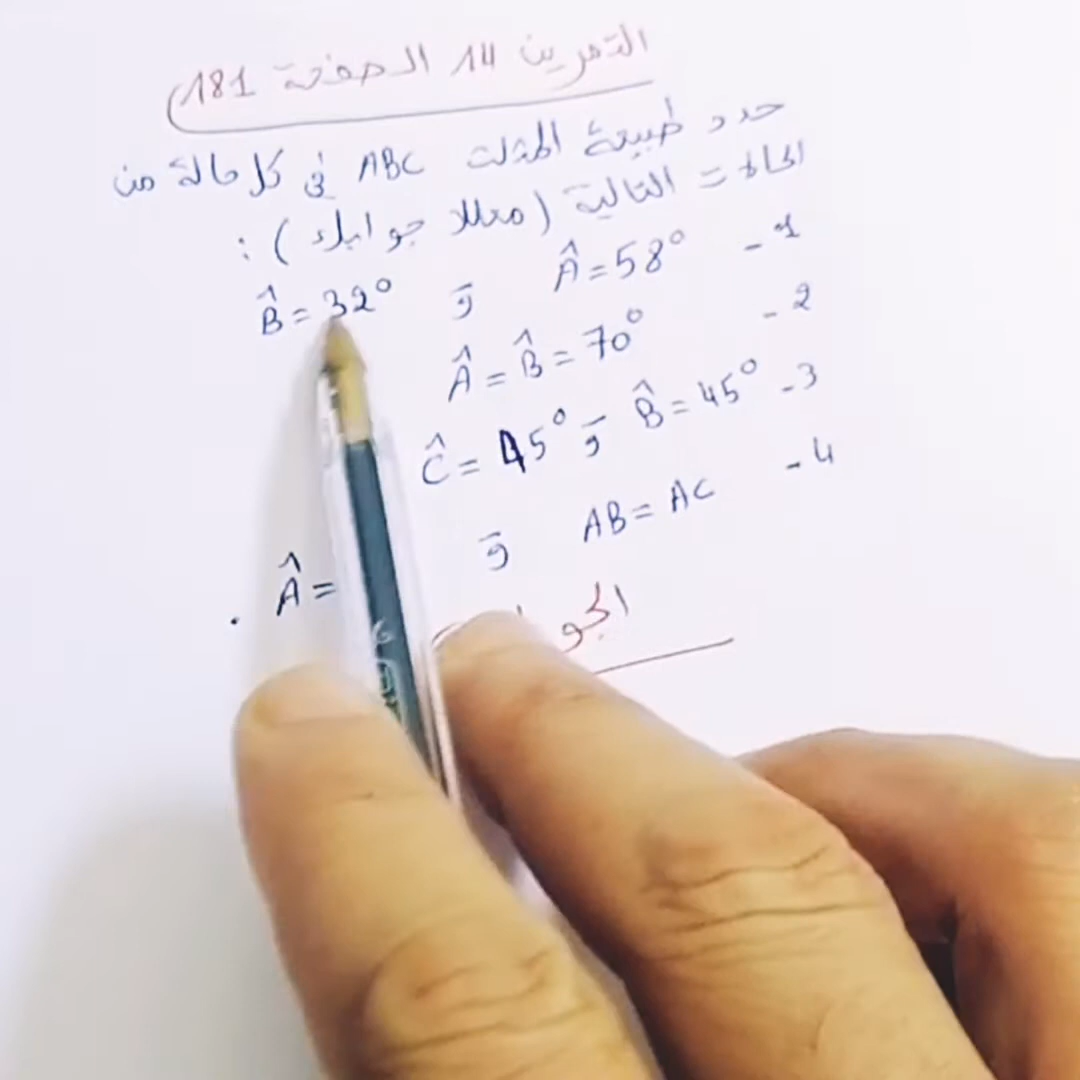 التمرين 14 الصفحة 181
حدد طبيعة المثلث ABC في كل حالة من
الحالات التالية (معللا جوابك) :
1 - Â = 58° و B̂ = 32°
2 - Â = B̂ = 70°
3 - B̂ = 45° و Ĉ = 45°
4 - AB = AC و Â =